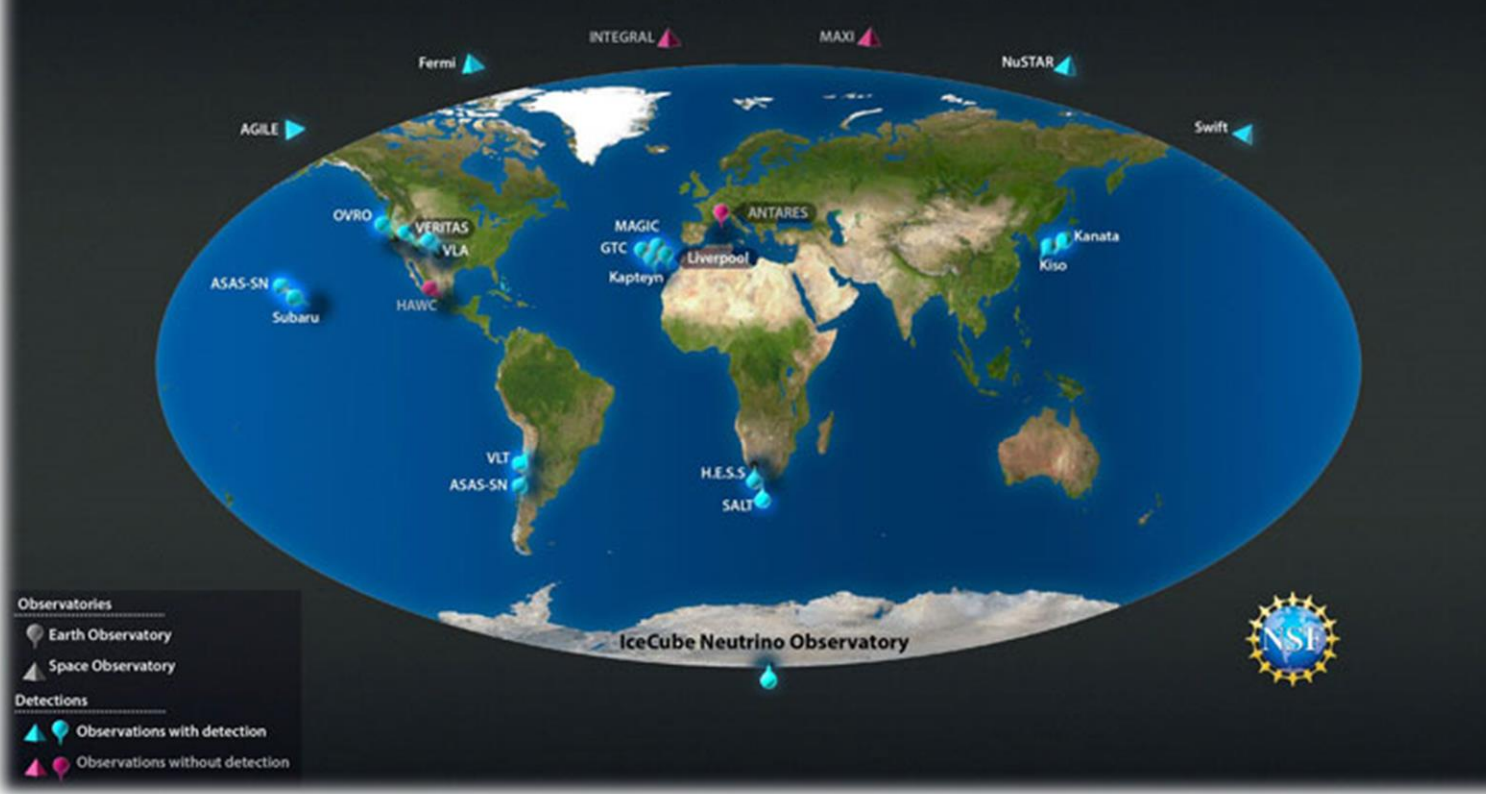 INTEGRAL
MAXI
Fermi
NuSTAR
AGILE
Swift
OVRO
VERITAS
VLA
MAGIC
GTC
Kapteyn
Liverpool
ANTARES
Kanata
Kiso
ASAS-SN
Subaru
HAWC
VLT
ASAS-SN
H.E.S.S
SALT
IceCube Neutrino Observatory
Observatories
Earth Observatory
Space Observatory
Detections
Observations with detection
Observations without detection
NSF